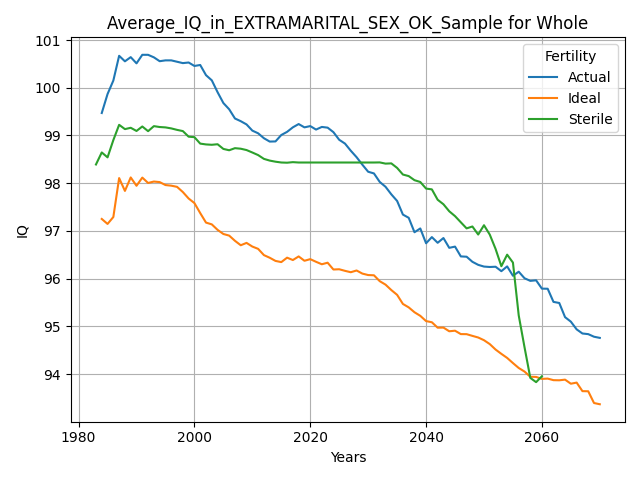 Average_IQ_in_EXTRAMARITAL_SEX_OK_Sample for Whole
101
100
99
98
97
96
95
94
IQ
1980
2000
2020
2040
2060
Years
Fertility
Actual
Ideal
Sterile